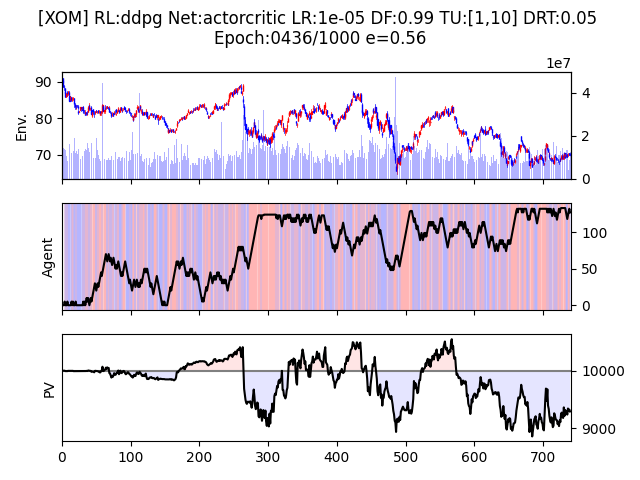 [XOM] RL:ddpg Net:actorcritic LR:1e-05 DF:0.99 TU:[1,10] DRT:0.05
Epoch:0436/1000 e=0.56
1e7
90
80
70
Env.
4
2
0
Agent
100
50
0
PV
10000
9000
0 100 200 300 400 500 600 700